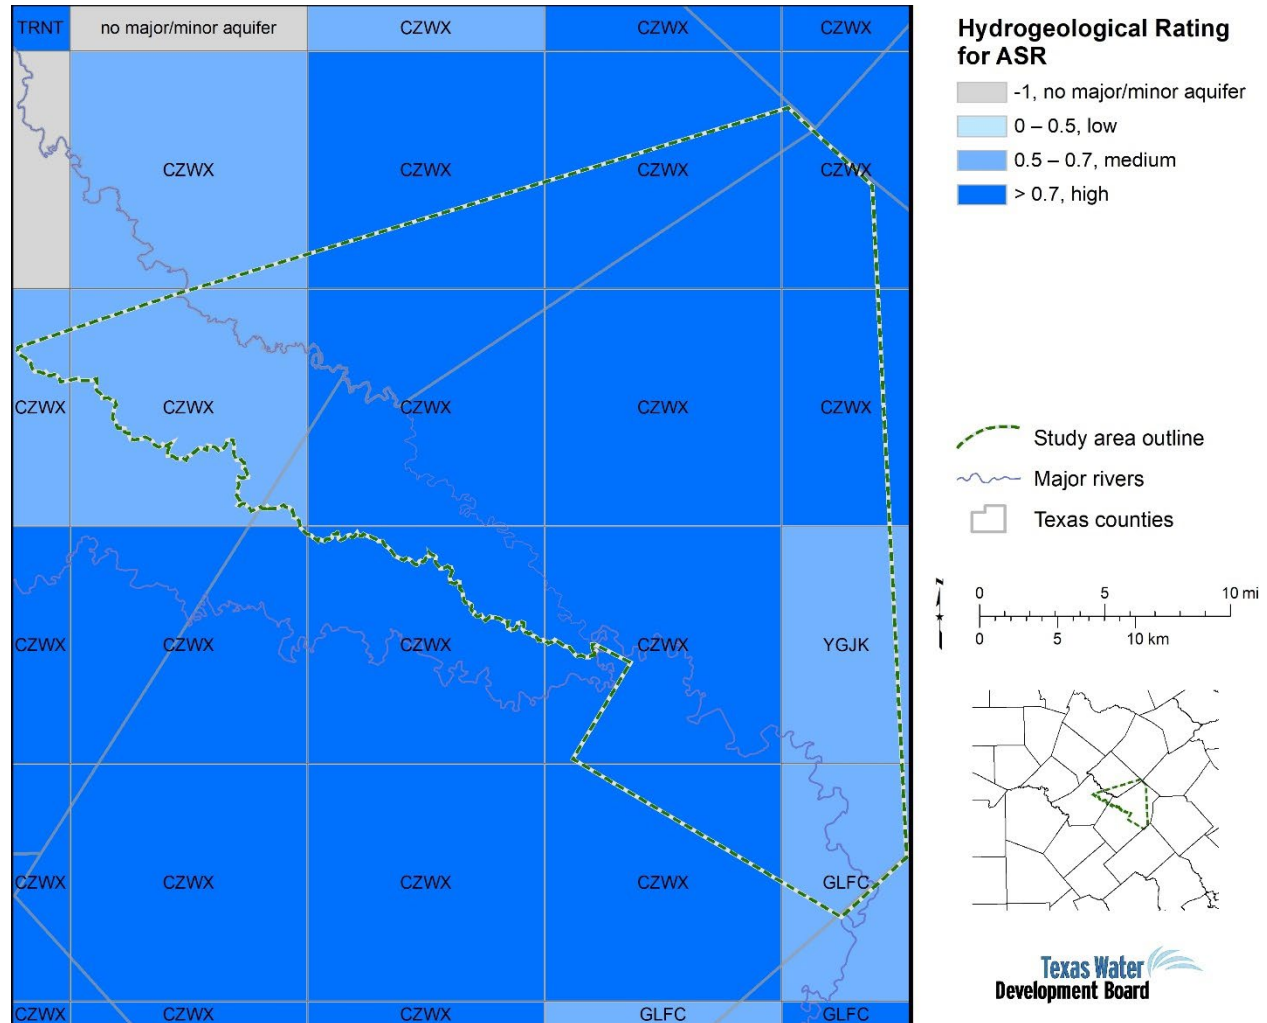 TRNT no major/minor aquifer CZWX CZWX CZWX
CZWX CZWX CZWX CZWX
CZWX CZWX CZWX CZWX CZWX
CZWX CZWX CZWX CZWX YGJK
CZWX CZWX CZWX CZWX GLFC
CZWX CZWX CZWX GLFC GLFC
Hydrogeological Rating
for ASR
-1, no major/minor aquifer
0 – 0.5, low
0.5 – 0.7, medium
> 0.7, high
Study area outline
Major rivers
Texas counties
N
0 5 10 mi
0 5 10 km
Texas Water
Development Board